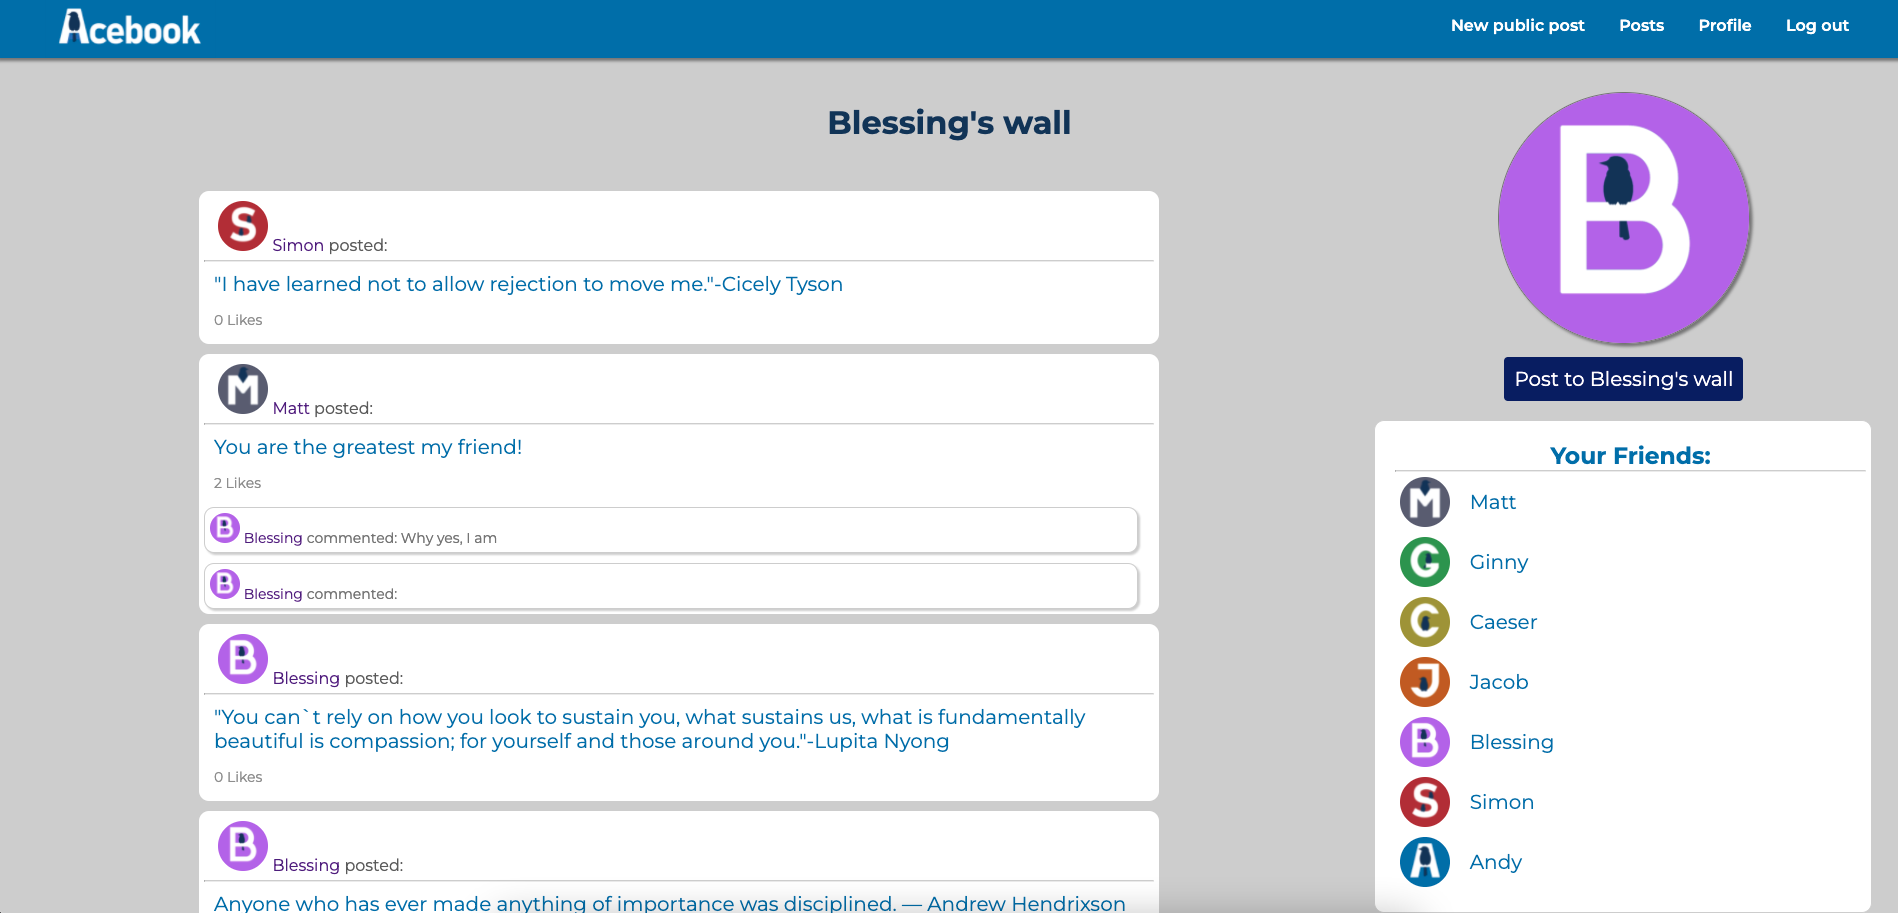 Acebook
New public post Posts Profile Log out
Blessing's wall
B
S
Simon posted:
"I have learned not to allow rejection to move me."-Cicely Tyson
0 Likes
M
Matt posted:
You are the greatest my friend!
2 Likes
B
Blessing commented: Why yes, I am
B
Blessing commented:
B
Blessing posted:
"You can`t rely on how you look to sustain you, what sustains us, what is fundamentally
beautiful is compassion; for yourself and those around you."-Lupita Nyong
0 Likes
B
Blessing posted:
Anyone who has ever made anything of importance was disciplined. — Andrew Hendrixson
Post to Blessing's wall
Your Friends:
M Matt
G Ginny
C Caeser
J Jacob
B Blessing
S Simon
A Andy